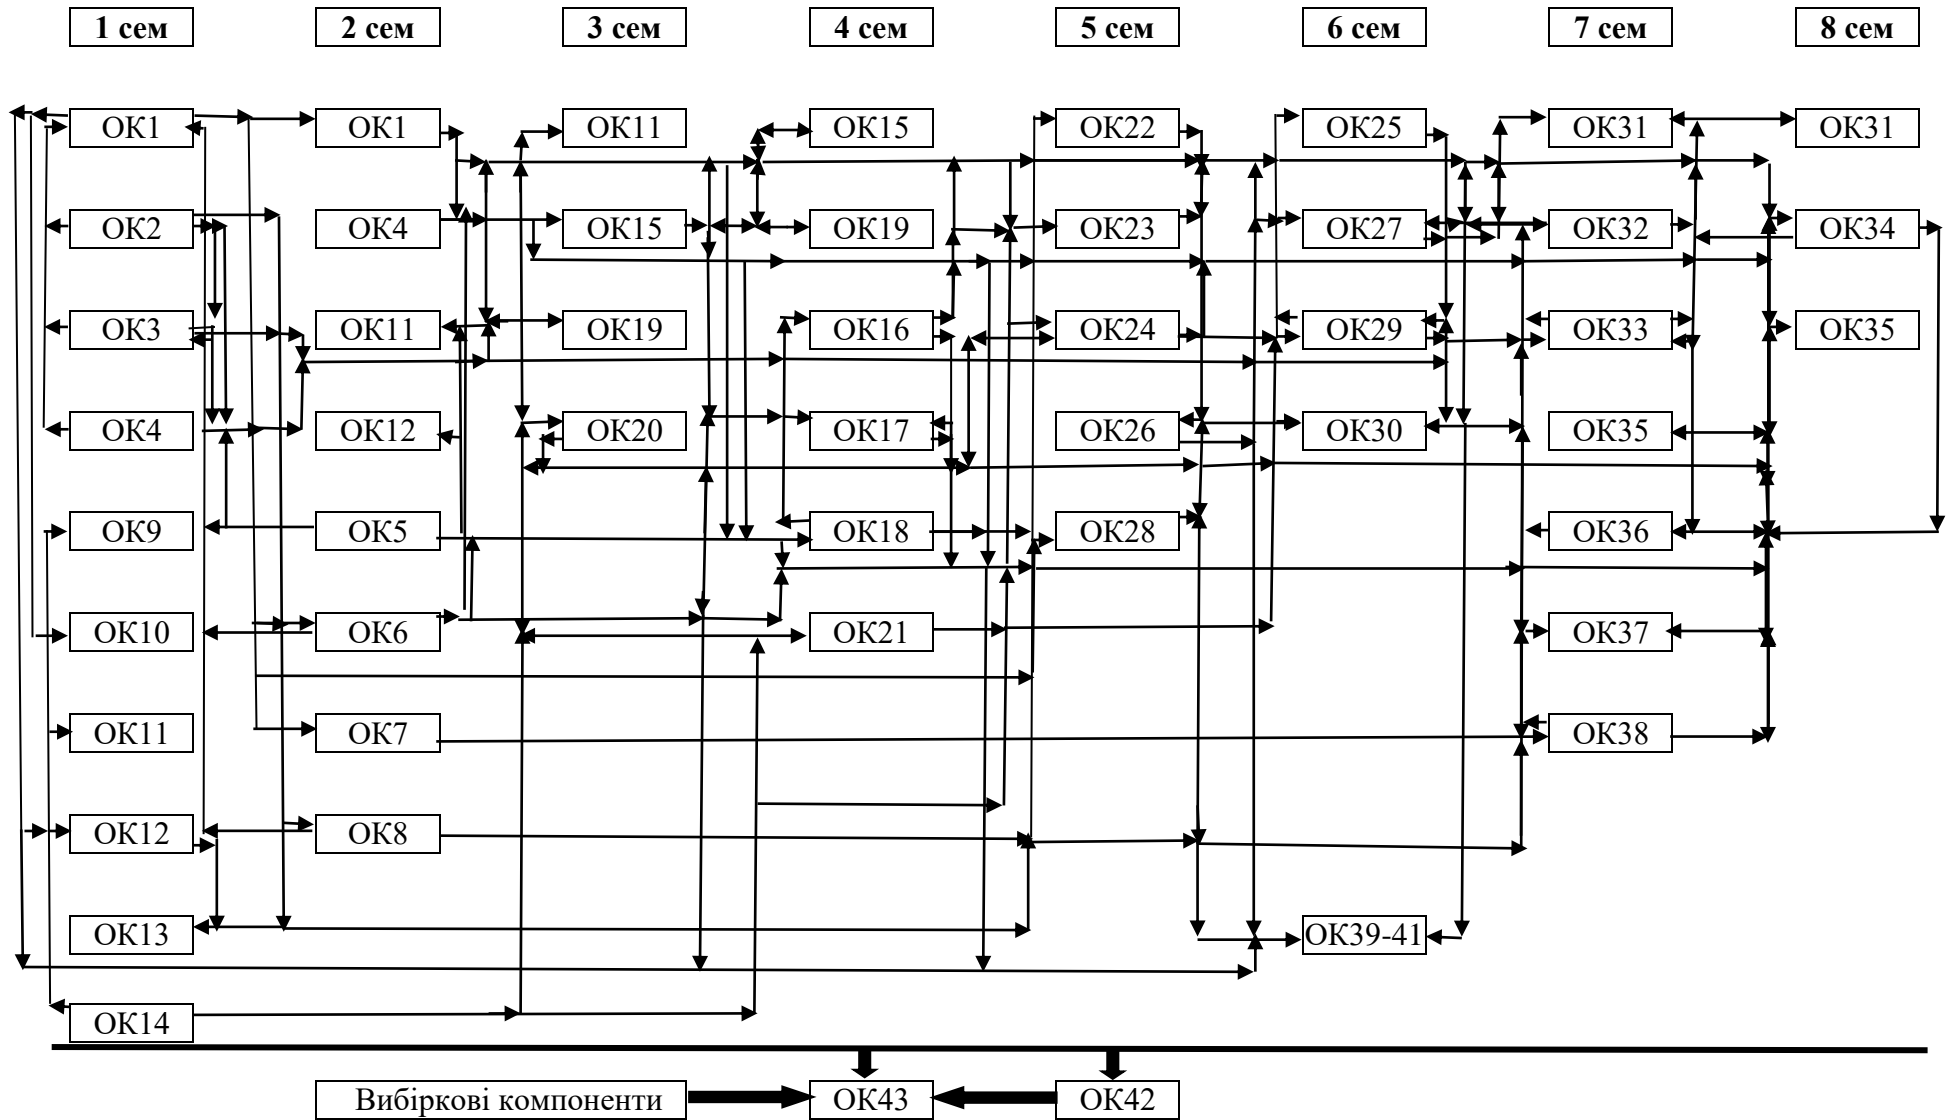 1 сем 2 сем 3 сем 4 сем 5 сем 6 сем 7 сем 8 сем
ОК1 ОК1 ОК11 ОК15 ОК22 ОК25 ОК31 ОК31
ОК2 ОК4 ОК15 ОК19 ОК23 ОК27 ОК32 ОК34
ОК3 ОК11 ОК19 ОК16 ОК24 ОК29 ОК33 ОК35
ОК4 ОК12 ОК20 ОК17 ОК26 ОК30 ОК35
ОК9 ОК5 ОК18 ОК28 ОК36
ОК10 ОК6 ОК21 ОК37
ОК11 ОК7 ОК38
ОК12 ОК8
ОК13 ОК39-41
ОК14
Вибіркові компоненти ОК43 ОК42